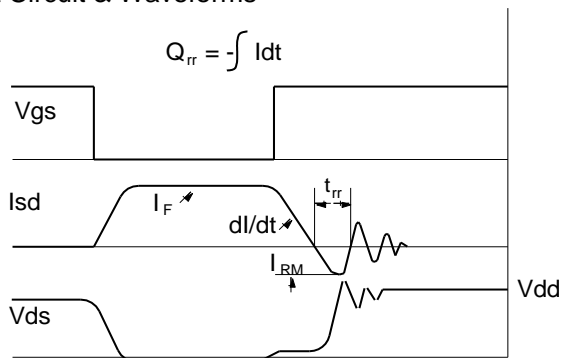 Circuit & Waveforms
Qrr = -∫ Idt
Vgs
Isd
IF
dI/dt
trr
IRM
Vds
Vdd